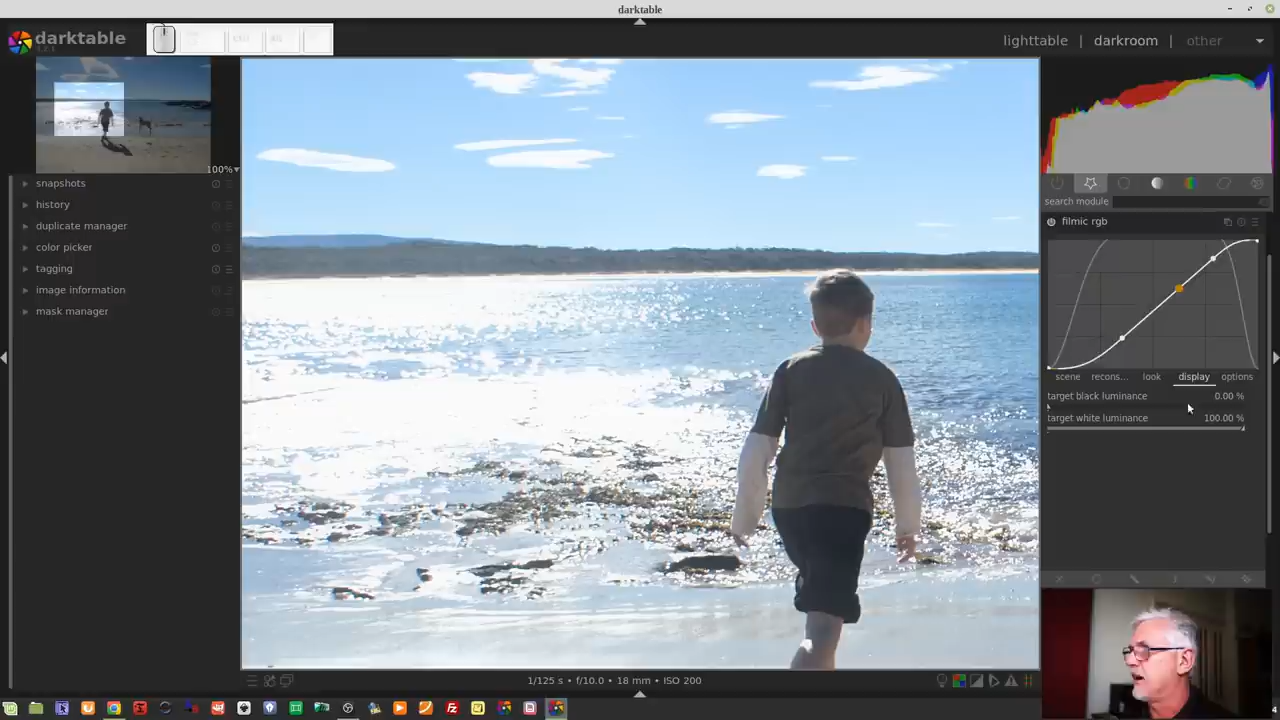 darktable
darktable
lighttable | darkroom | other
100%
snapshots
history
duplicate manager
color picker
tagging
image information
mask manager
search module
filmic rgb
scene recons... look display options
target black luminance 0.00 %
target white luminance 100.00 %
1/125 s • f/10.0 • 18 mm • ISO 200